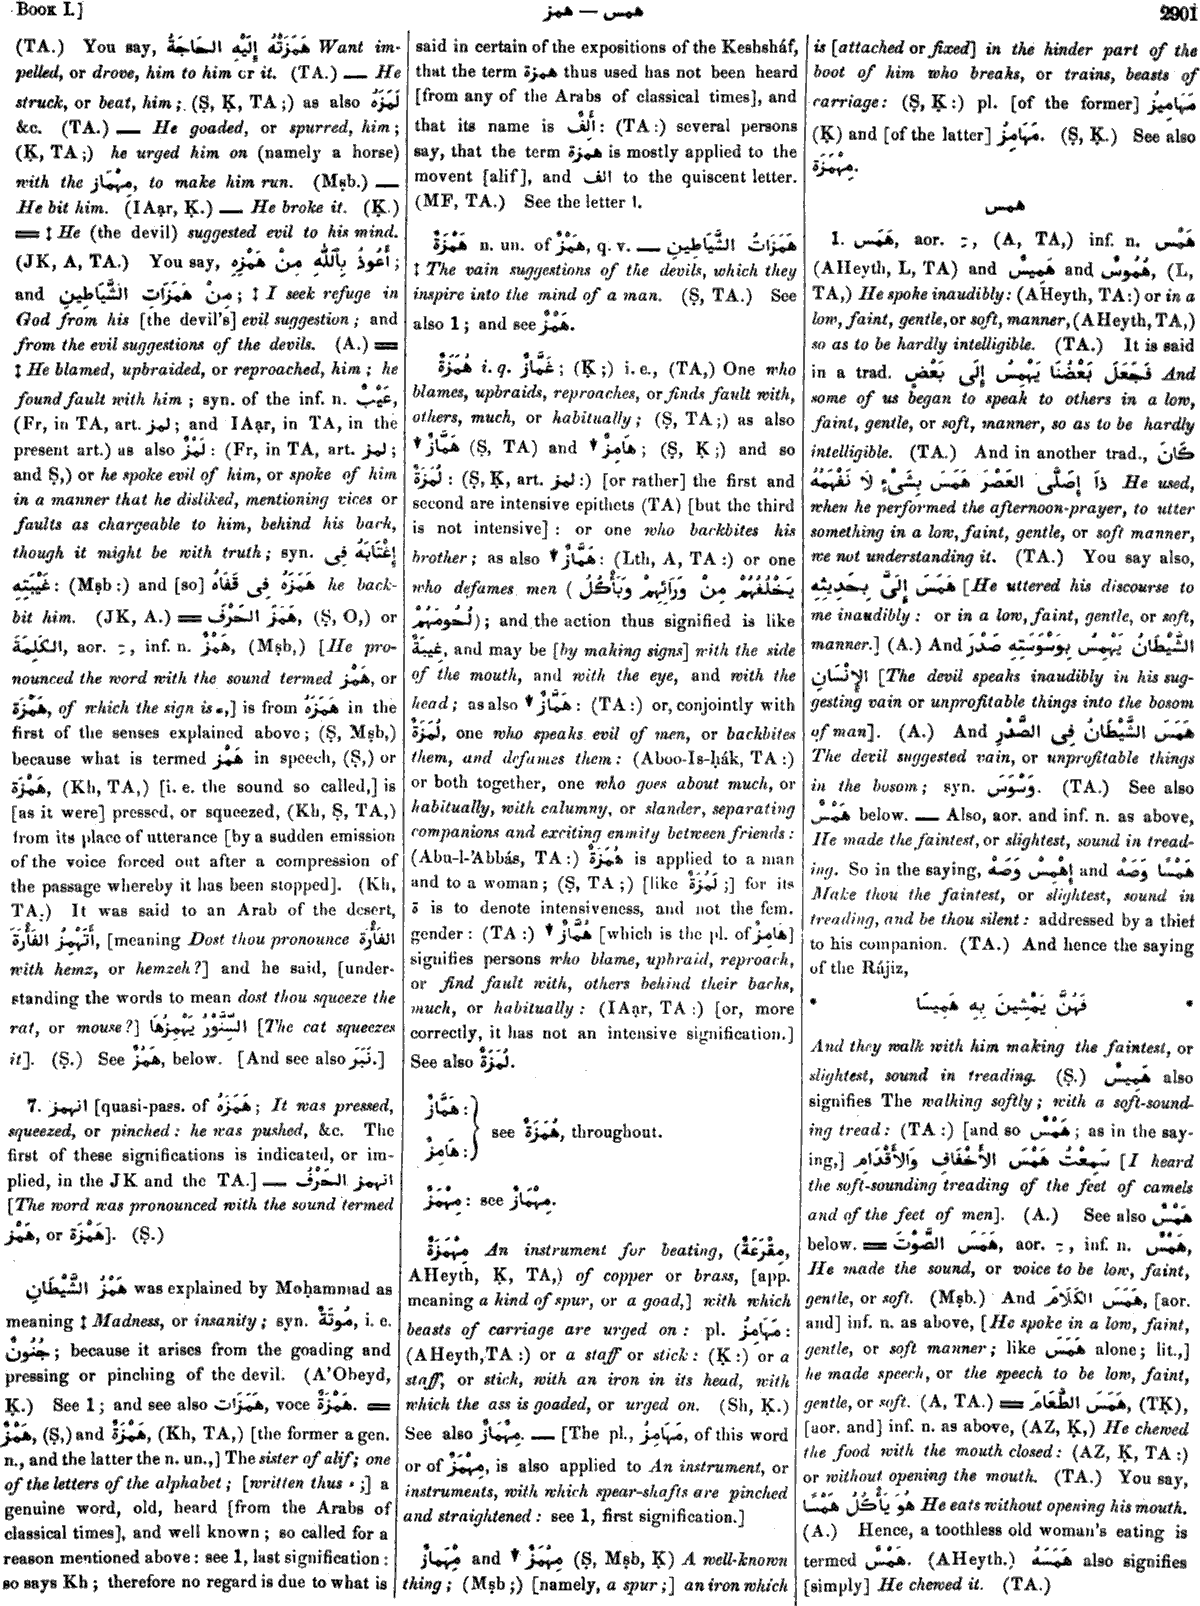 Book I.]
همز — همس
2901
(TA.) You say, هَمَزَتْهُ إِلَيْهِ الحَاجَةُ Want im-
pelled, or drove, him to him or it. (TA.) — He
struck, or beat, him; (Ṣ, Ḳ, TA;) as also لَمَزَهُ
&c. (TA.) — He goaded, or spurred, him;
(Ḳ, TA;) he urged him on (namely a horse)
with the مِهْمَاز, to make him run. (Mṣb.) —
He bit him. (IAạr, Ḳ.) — He broke it. (Ḳ.)
═ ‡ He (the devil) suggested evil to his mind.
(JK, A, TA.) You say, أَعُوذُ بِٱللّٰهِ مِنْ هَمْزِهِ;
and مِنْ هَمَزَاتِ الشَّيَاطِينِ; ‡ I seek refuge in
God from his [the devil's] evil suggestion; and
from the evil suggestions of the devils. (A.) ═
‡ He blamed, upbraided, or reproached, him; he
found fault with him; syn. of the inf. n. عَيْبٌ,
(Fr, in TA, art. لمز; and IAạr, in TA, in the
present art.) as also لَمْزٌ: (Fr, in TA, art. لمز;
and Ṣ,) or he spoke evil of him, or spoke of him
in a manner that he disliked, mentioning vices or
faults as chargeable to him, behind his back,
though it might be with truth; syn. إِغْتَابَهُ فِى
غَيْبَتِهِ: (Mṣb:) and [so] هَمَزَهُ فِى قَفَاهُ he back-
bit him. (JK, A.) ═ هَمَزَ الحَرْفَ, (Ṣ, O,) or
الكَلِمَةَ, aor. ـِ, inf. n. هَمْزٌ, (Mṣb,) [He pro-
nounced the word with the sound termed هَمْز, or
هَمْزَة, of which the sign is ء,] is from هَمَزَهُ in the
first of the senses explained above; (Ṣ, Mṣb,)
because what is termed هَمْز in speech, (Ṣ,) or
هَمْزَة, (Kh, TA,) [i. e. the sound so called,] is
[as it were] pressed, or squeezed, (Kh, Ṣ, TA,)
from its place of utterance [by a sudden emission
of the voice forced out after a compression of
the passage whereby it has been stopped]. (Kh,
TA.) It was said to an Arab of the desert,
أَتَهْمِزُ الفَأْرَةَ, [meaning Dost thou pronounce الفَأْرَة
with hemz, or hemzeh?] and he said, [under-
standing the words to mean dost thou squeeze the
rat, or mouse?] السِّنَّوْرُ يَهْمِزُهَا [The cat squeezes
it]. (Ṣ.) See هَمْزٌ, below. [And see also نَبَرَ.]
7. انهمز [quasi-pass. of هَمَزَهُ; It was pressed,
squeezed, or pinched: he was pushed, &c. The
first of these significations is indicated, or im-
plied, in the JK and the TA.] — انهمز الحَرْفُ
[The word was pronounced with the sound termed
هَمْز, or هَمْزَة]. (Ṣ.)
هَمْزُ الشَّيْطَانِ was explained by Moḥammad as
meaning ‡ Madness, or insanity; syn. مُوتَةٌ, i. e.
جُنُونٌ; because it arises from the goading and
pressing or pinching of the devil. (A'Obeyd,
Ḳ.) See 1; and see also هَمَزَات, voce هَمْزَةٌ. ═
هَمْزٌ, (Ṣ,) and هَمْزَةٌ, (Kh, TA,) [the former a gen.
n., and the latter the n. un.,] The sister of alif; one
of the letters of the alphabet; [written thus ء;] a
genuine word, old, heard [from the Arabs of
classical times], and well known; so called for a
reason mentioned above: see 1, last signification:
so says Kh; therefore no regard is due to what is
said in certain of the expositions of the Keshsháf,
that the term همزة thus used has not been heard
[from any of the Arabs of classical times], and
that its name is أَلِفٌ: (TA:) several persons
say, that the term همزة is mostly applied to the
movent [alif], and الف to the quiscent letter.
(MF, TA.) See the letter ا.
هَمْزَةٌ n. un. of هَمْزٌ, q. v. — هَمَزَاتُ الشَّيَاطِينِ
‡ The vain suggestions of the devils, which they
inspire into the mind of a man. (Ṣ, TA.) See
also 1; and see هَمْزٌ.
هُمَزَةٌ i. q. غَمَّازٌ; (Ḳ;) i. e., (TA,) One who
blames, upbraids, reproaches, or finds fault with,
others, much, or habitually; (Ṣ, TA;) as also
▾ هَمَّازٌ (Ṣ, TA) and ▾ هَامِزٌ; (Ṣ, Ḳ;) and so
لُمَزَةٌ: (Ṣ, Ḳ, art. لمز:) [or rather] the first and
second are intensive epithets (TA) [but the third
is not intensive]: or one who backbites his
brother; as also ▾ هَمَّازٌ: (Lth, A, TA:) or one
who defames men (يَخْلُفُهُمْ مِنْ وَرَآئِهِمْ وَيَأْكُلُ
لُحُومَهُمْ); and the action thus signified is like
غِيبَةٌ, and may be [by making signs] with the side
of the mouth, and with the eye, and with the
head; as also ▾ هَمَّازٌ: (TA:) or, conjointly with
لُمَزَةٌ, one who speaks evil of men, or backbites
them, and defames them: (Aboo-Is-ḥáḳ, TA:)
or both together, one who goes about much, or
habitually, with calumny, or slander, separating
companions and exciting enmity between friends:
(Abu-l-'Abbás, TA:) هُمَزَةٌ is applied to a man
and to a woman; (Ṣ, TA;) [like لُمَزَةٌ;] for its
ة is to denote intensiveness, and not the fem.
gender: (TA:) ▾ هُمَّازٌ [which is the pl. of هَامِزٌ]
signifies persons who blame, upbraid, reproach,
or find fault with, others behind their backs,
much, or habitually: (IAạr, TA:) [or, more
correctly, it has not an intensive signification.]
See also لُمَزَةٌ.
هَمَّازٌ:
هَامِزٌ:
see هُمَزَةٌ, throughout.
مِهْمَزٌ: see مِهْمَازٌ.
مِهْمَزَةٌ An instrument for beating, (مِقْرَعَةٌ,
AHeyth, Ḳ, TA,) of copper or brass, [app.
meaning a kind of spur, or a goad,] with which
beasts of carriage are urged on: pl. مَهَامِزُ:
(AHeyth, TA:) or a staff or stick: (Ḳ:) or a
staff, or stick, with an iron in its head, with
which the ass is goaded, or urged on. (Sh, Ḳ.)
See also مِهْمَازٌ. — [The pl., مَهَامِزُ, of this word
or of مِهْمَزٌ, is also applied to An instrument, or
instruments, with which spear-shafts are pinched
and straightened: see 1, first signification.]
مِهْمَازٌ and ▾ مِهْمَزٌ (Ṣ, Mṣb, Ḳ) A well-known
thing; (Mṣb;) [namely, a spur;] an iron which
is [attached or fixed] in the hinder part of the
boot of him who breaks, or trains, beasts of
carriage: (Ṣ, Ḳ:) pl. [of the former] مَهَامِيزُ
(Ḳ) and [of the latter] مَهَامِزُ. (Ṣ, Ḳ.) See also
مِهْمَزَةٌ.
همس
1. هَمَسَ, aor. ـِ, (A, TA,) inf. n. هَمْسٌ
(AHeyth, L, TA) and هَمِيسٌ and هُمُوسٌ, (L,
TA,) He spoke inaudibly: (AHeyth, TA:) or in a
low, faint, gentle, or soft, manner, (AHeyth, TA,)
so as to be hardly intelligible. (TA.) It is said
in a trad. فَجَعَلَ بَعْضُنَا يَهْمِسُ إِلَى بَعْضٍ And
some of us began to speak to others in a low,
faint, gentle, or soft, manner, so as to be hardly
intelligible. (TA.) And in another trad., كَانَ
إِذَا صَلَّى العَصْرَ هَمَسَ بِشَىْءٍ لَا نَفْهَمُهُ He used,
when he performed the afternoon-prayer, to utter
something in a low, faint, gentle, or soft manner,
we not understanding it. (TA.) You say also,
هَمَسَ إِلَىَّ بِحَدِيثِهِ [He uttered his discourse to
me inaudibly: or in a low, faint, gentle, or soft,
manner.] (A.) And الشَّيْطَانُ يَهْمِسُ بِوَسْوَسَتِهِ صَدْرَ
الإِنْسَانِ [The devil speaks inaudibly in his sug-
gesting vain or unprofitable things into the bosom
of man]. (A.) And هَمَسَ الشَّيْطَانُ فِى الصَّدْرِ
The devil suggested vain, or unprofitable things
in the bosom; syn. وَسْوَسَ. (TA.) See also
هَمْسٌ below. — Also, aor. and inf. n. as above,
He made the faintest, or slightest, sound in tread-
ing. So in the saying, إِهْمِسْ وَصَهْ and هَمْسًا وَصَهْ
Make thou the faintest, or slightest, sound in
treading, and be thou silent: addressed by a thief
to his companion. (TA.) And hence the saying
of the Rájiz,
* فَهُنَّ يَمْشِينَ بِهِ هَمِيسَا *
And they walk with him making the faintest, or
slightest, sound in treading. (Ṣ.) هَمِيسٌ also
signifies The walking softly; with a soft-sound-
ing tread: (TA:) [and so هَمْسٌ; as in the say-
ing,] سَمِعْتُ هَمْسَ الأَخْفَافِ وَالأَقْدَامِ [I heard
the soft-sounding treading of the feet of camels
and of the feet of men]. (A.) See also هَمْسٌ
below. ═ هَمَسَ الصَّوْتَ, aor. ـِ, inf. n. هَمْسٌ,
He made the sound, or voice to be low, faint,
gentle, or soft. (Mṣb.) And هَمَسَ الكَلَامَ, [aor.
and] inf. n. as above, [He spoke in a low, faint,
gentle, or soft manner; like هَمَسَ alone; lit.,]
he made speech, or the speech to be low, faint,
gentle, or soft. (A, TA.) ═ هَمَسَ الطَّعَامَ, (TḲ),
[aor. and] inf. n. as above, (AZ, Ḳ,) He chewed
the food with the mouth closed: (AZ, Ḳ, TA:)
or without opening the mouth. (TA.) You say,
هُوَ يَأْكُلُ هَمْسًا He eats without opening his mouth.
(A.) Hence, a toothless old woman's eating is
termed هَمْسٌ. (AHeyth.) هَمَسَهُ also signifies
[simply] He chewed it. (TA.)